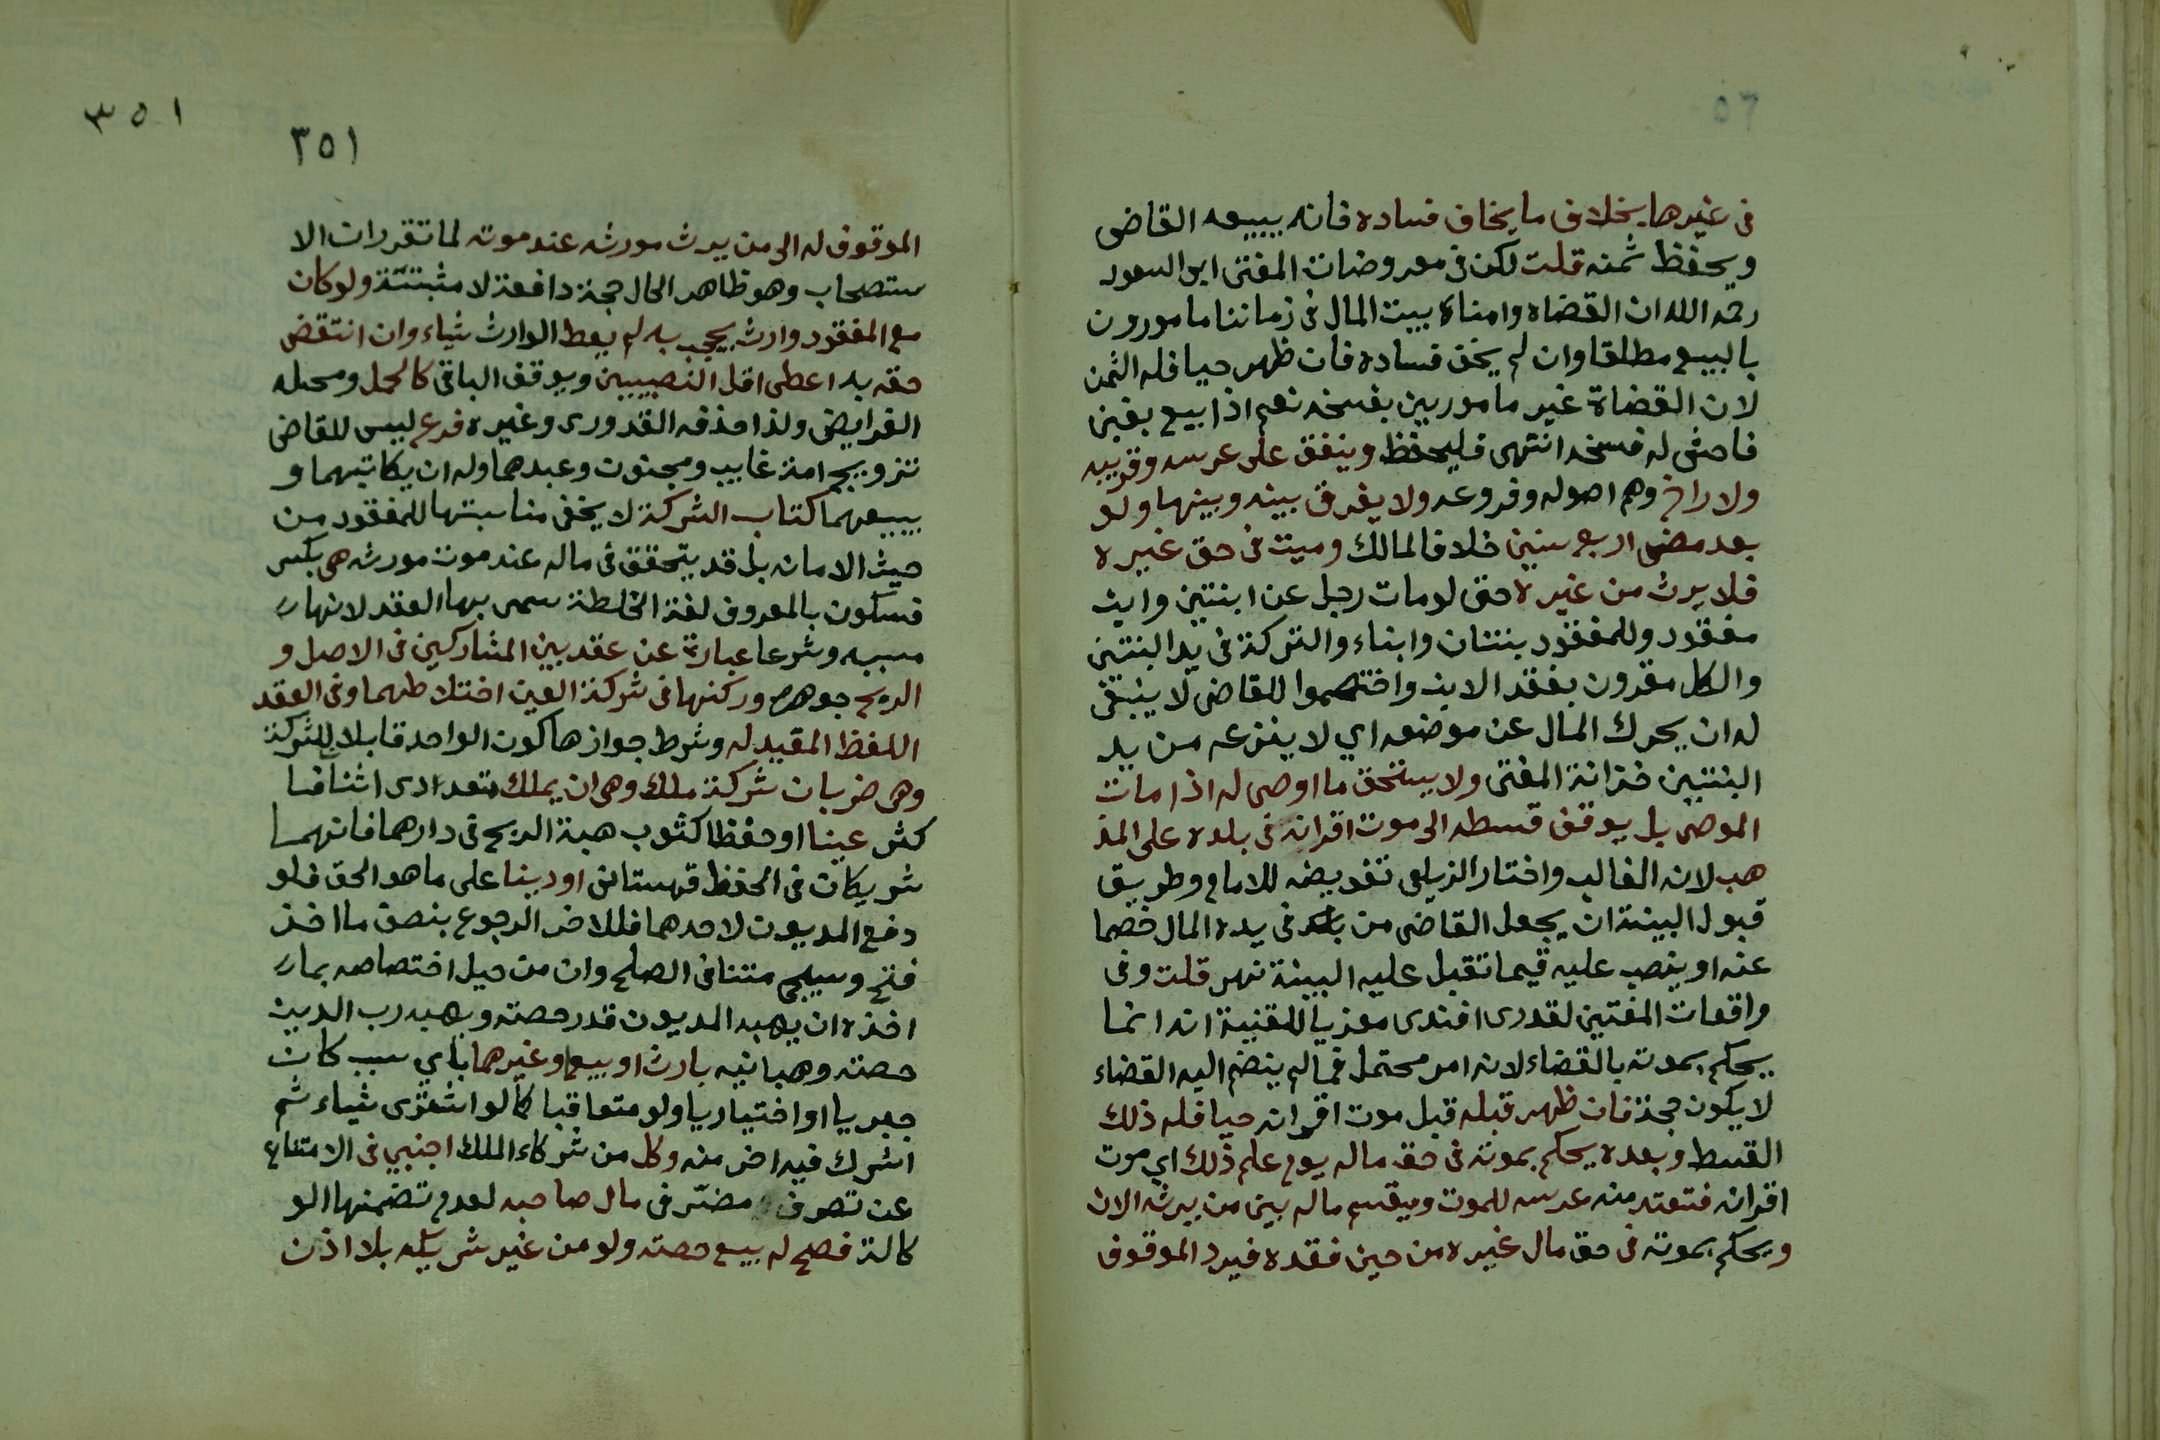 في غيرها بخلاف ما يخاف فساده فانه يبيعه القاضي
ويحفظ ثمنه قلت لكن في معروضات المفتي ابو السعود
رحمه الله ان القضاة وامناء بيت المال في زماننا مامورون
بالبيع مطلقا وان لم يخف فساده فان ظهر حيا فله الثمن
لان القضاة غير مامورين بفسخه نعم اذا بيع بغبن
فاحش له فسخه انتهى فليحفظ وينفق على عرسه وقريبه
ولادا وهم اصوله وفروعه ولا يفرق بينه وبينها ولو
بعد مضي اربع سنين خلافا لمالك وميت في حق غيره
فلا يرث من غيره حق لو مات رجل عن ابنتين وابن
مفقود وللمفقود بنتان وابناء والتركة في يد البنتين
والكل مقرون بفقد الابن واختصموا للقاضي لا ينبغي
له ان يحرك المال عن موضعه اي لا ينزعه من يد
البنتين خزانة المفتي ولا يستحق ما اوصى له اذا مات
الموصي بل يوقف قسطه الى موت اقرانه في بلده على المذ
هب لانه الغالب واختار الزيلعي تفويضه للامام وطريق
قبول البينة ان يجعل القاضي من في يده المال خصما
عنه او ينصب عليه قيما تقبل عليه البينة نهر قلت وفي
واقعات المفتين لقدري افندي معزيا للقنية انه انما
يحكم بموته بالقضاء لانه امر محتمل فما لم ينضم اليه القضاء
لا يكون حجة فان ظهر قبله قبل موت اقرانه حيا فله ذلك
القسط وبعده يحكم بموته في حق ماله يوم علم ذلك اي موت
اقرانه فتعتد منه عرسه للموت ويقسم ماله بين من يرثه الان
ويحكم بموته في حق مال غيره من حين فقده فيرد الموقوف
٣٥١
٣٥١
الموقوف له الى من يرث مورثه عند موته لما تقرر ان الا
ستصحاب وهو ظاهر الحال حجة دافعة لا مثبتة ولو كان
مع المفقود وارث يحجب به لم يعط الوارث شياء وان انتقض
حقه به اعطى اقل النصيبين ويوقف الباقي كالحمل ومحله
الفرايض ولذا حذفه القدوري وغيره فرع ليس للقاضي
تزويج امة غايب ومجنون وعبدهما وله ان يكاتبهما و
يبيعهما كتاب الشركة لا يخفى مناسبتها للمفقود من
حيث الامانه بل قد يتحقق في ماله عند موت مورثه هي بكسر
فسكون بالمعروف لغة الخلطة سمي بها العقد لانها
سببه وشرعا عبارة عن عقد بين المشاركين في الاصل و
الربح جوهره وركنها في شركة العين اختلاطهما وفي العقد
اللفظ المقيد له وشرط جوازها كون الواحد قابلا للشركة
وهي ضربان شركة ملك وهي ان يملك متعدد اي اثنان
كثر عينا او حفظا كثوب هبة الريح في دارهما فانهما
شريكان في الحفظ قهستاني او دينا على ما هو الحق فلو
دفع المديون لاحدهما فللاخر الرجوع بنصف ما اخذ
فتح وسيجي متنا في الصلح وان من حيل اختصاصه بما
اخذه ان يهبه المديون قدر حصته ويهبه رب الدين
حصته وهبانيه بارث او بيع وغيرهما باي سبب كان
جبريا او اختياريا ولو متعاقبا كما لو اشترى شياء ثم
اشرك فيه اخر منه وكل من شركاء الملك اجنبي في الامتناع
عن تصرف مضر في مال صاحبه لعدم تضمنها الو
كالة فصح له بيع حصته ولو من غير شريكه بلا اذن